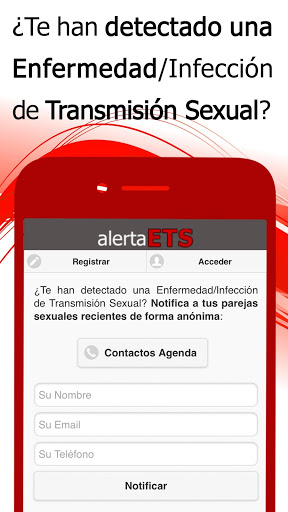 ¿Te han detectado una
Enfermedad/Infección
de Transmisión Sexual?
alertaETS
Registrar
Acceder
¿Te han detectado una Enfermedad/Infección
de Transmisión Sexual? Notifica a tus parejas
sexuales recientes de forma anónima:
Contactos Agenda
Su Nombre
Su Email
Su Teléfono
Notificar